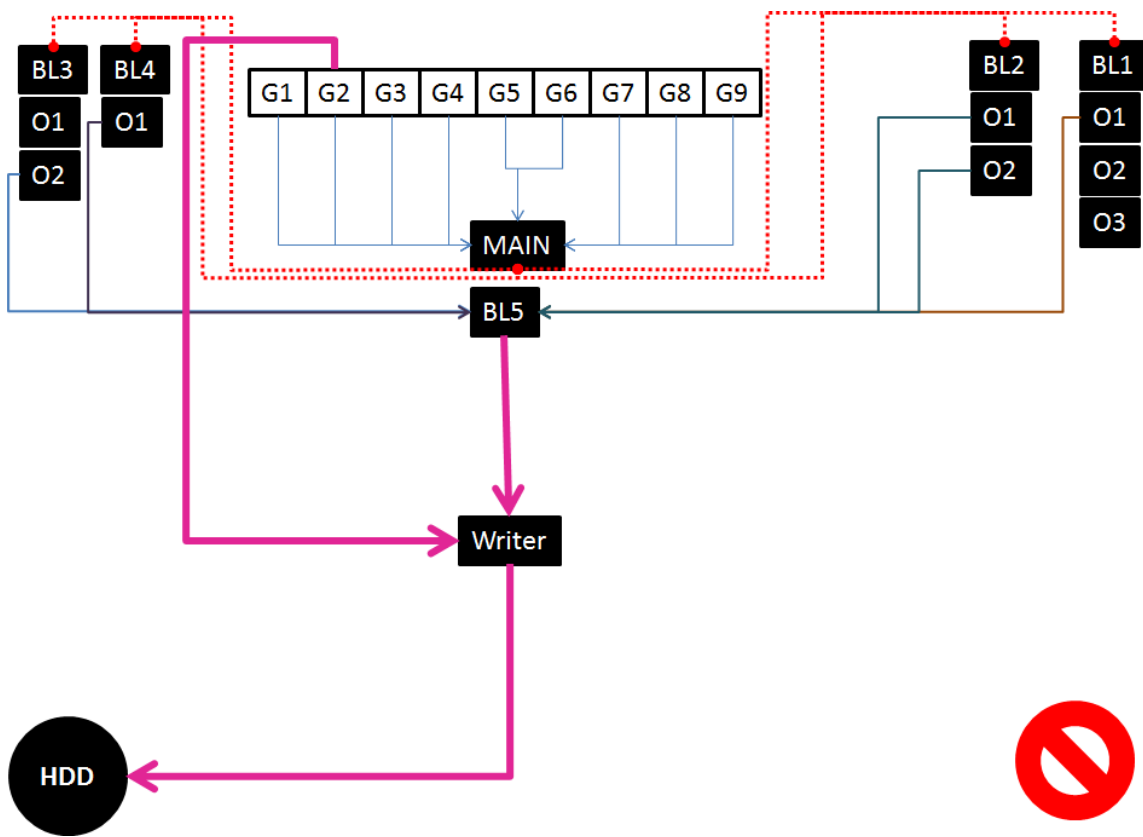 BL3
BL4
O1
O1
O2
G1 G2 G3 G4 G5 G6 G7 G8 G9
BL2
BL1
O1
O1
O2
O2
O3
MAIN
BL5
Writer
HDD